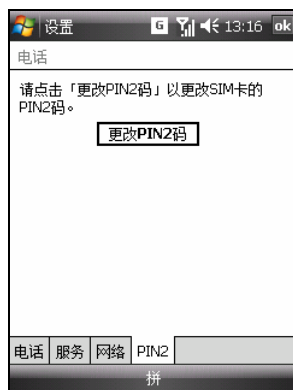 设置 G 13:16 ok
电话
请点击「更改PIN2码」以更改SIM卡的
PIN2码。
更改PIN2码
电话 服务 网络 PIN2
拼